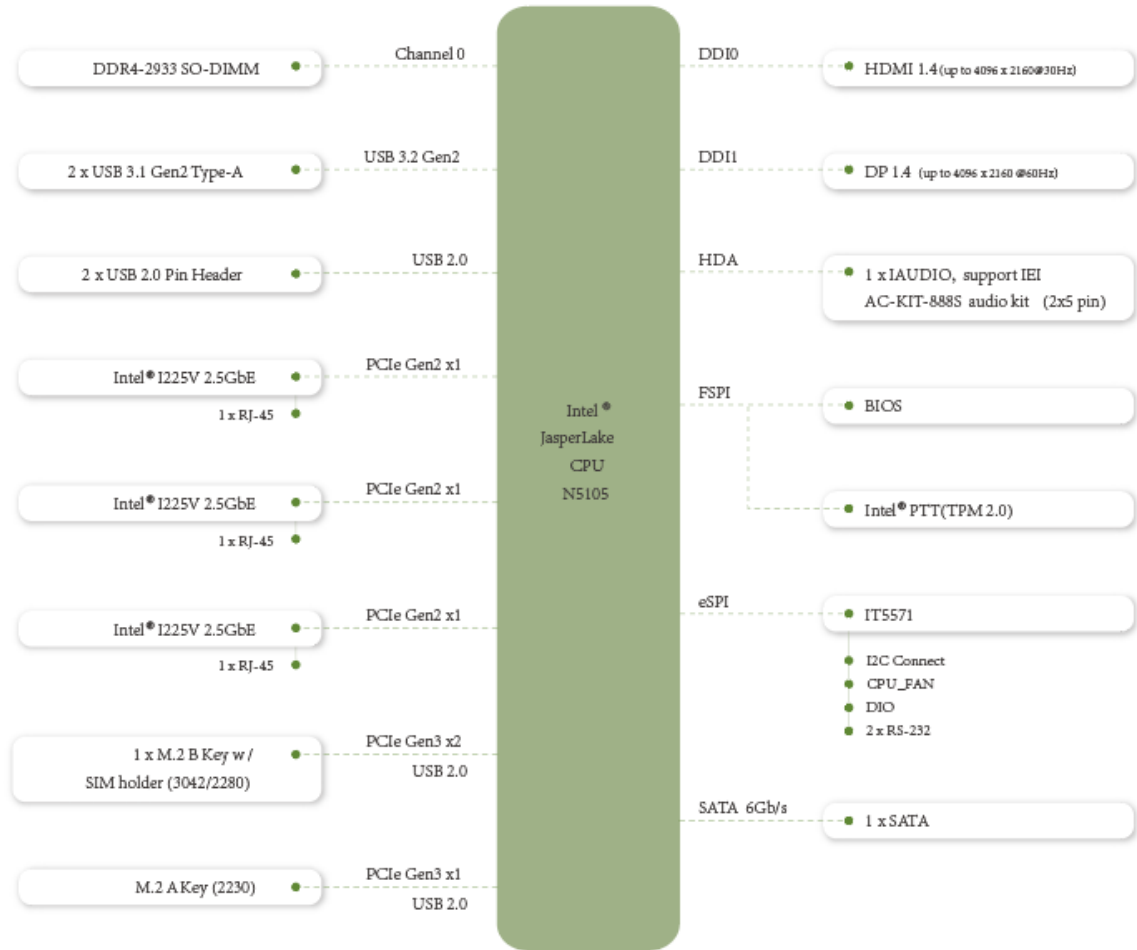 Channel 0
DDR4-2933 SO-DIMM
USB 3.2 Gen2
2 x USB 3.1 Gen2 Type-A
USB 2.0
2 x USB 2.0 Pin Header
PCIe Gen2 x1
Intel® I225V 2.5GbE
1 x RJ-45
PCIe Gen2 x1
Intel® I225V 2.5GbE
1 x RJ-45
PCIe Gen2 x1
Intel® I225V 2.5GbE
1 x RJ-45
PCIe Gen3 x2
1 x M.2 B Key w/
USB 2.0
SIM holder (3042/2280)
PCIe Gen3 x1
M.2 A Key (2230)
USB 2.0
Intel ®
JasperLake
CPU
N5105
DDI0
HDMI 1.4 (up to 4096 x 2160@30Hz)
DDI1
DP 1.4 (up to 4096 x 2160 @60Hz)
HDA
1 x IAUDIO, support IEI
AC-KIT-888S audio kit (2x5 pin)
FSPI
BIOS
Intel® PTT(TPM 2.0)
eSPI
IT5571
I2C Connect
CPU_FAN
DIO
2 x RS-232
SATA 6Gb/s
1 x SATA